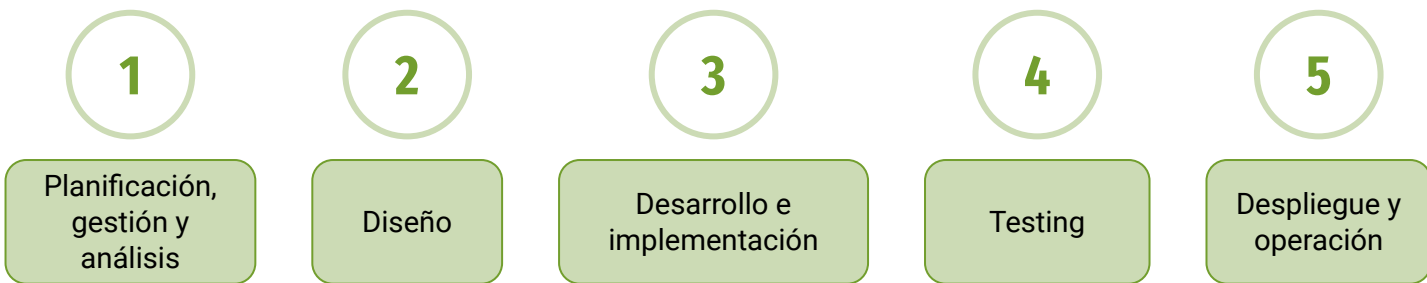 1
2
3
4
5
Planificación,
gestión y
análisis
Diseño
Desarrollo e
implementación
Testing
Despliegue y
operación